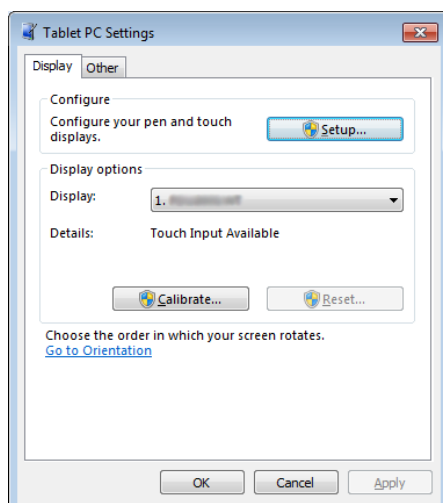 Tablet PC Settings
Display Other
Configure
Configure your pen and touch
displays.
Setup...
Display options
Display: 1.
Details: Touch Input Available
Calibrate... Reset...
Choose the order in which your screen rotates.
Go to Orientation
OK Cancel Apply